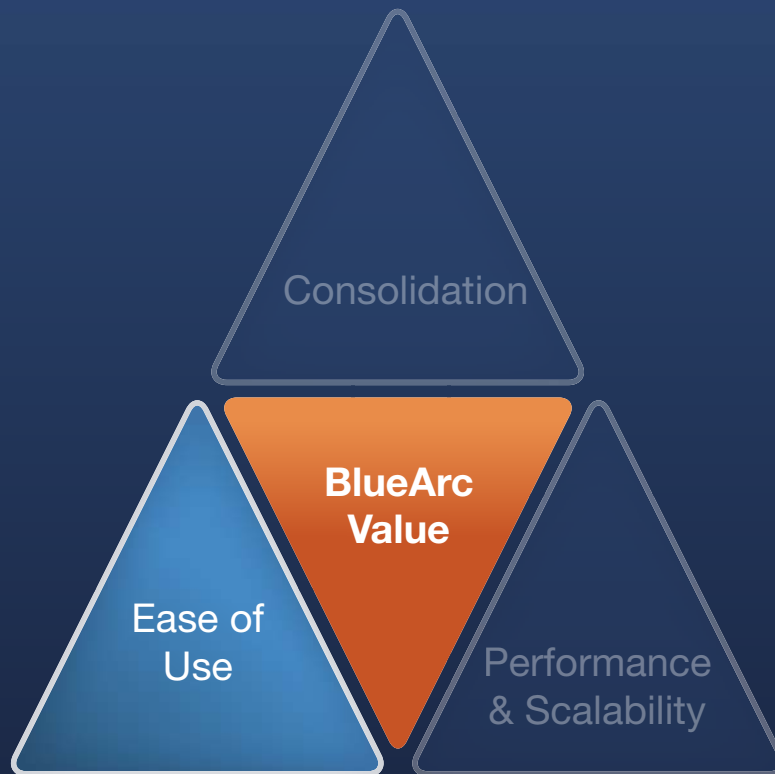 Consolidation
BlueArc
Value
Ease of
Use
Performance
& Scalability